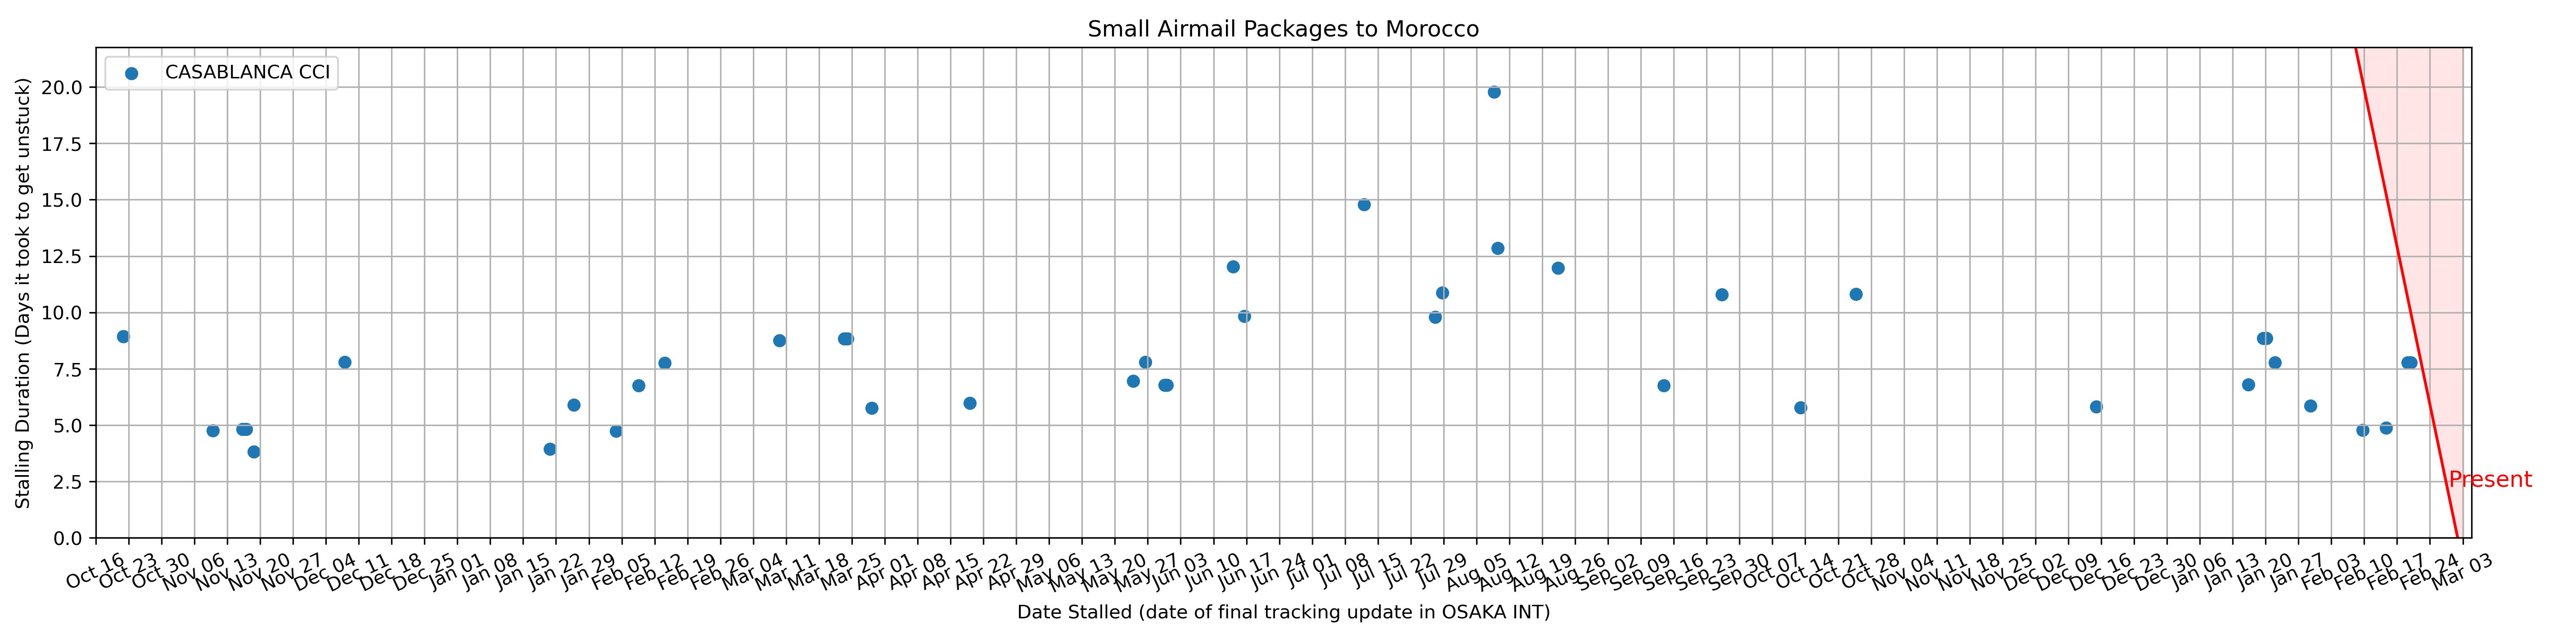 Small Airmail Packages to Morocco
CASABLANCA CCI
Stalling Duration (Days it took to get unstuck)
20.0
17.5
15.0
12.5
10.0
7.5
5.0
2.5
0.0
Present
Oct 16 Oct 23 Oct 30 Nov 06 Nov 13 Nov 20 Nov 27 Dec 04 Dec 11 Dec 18 Dec 25 Jan 01 Jan 08 Jan 15 Jan 22 Jan 29 Feb 05 Feb 12 Feb 19 Feb 26 Mar 04 Mar 11 Mar 18 Mar 25 Apr 01 Apr 08 Apr 15 Apr 22 Apr 29 May 06 May 13 May 20 May 27 Jun 03 Jun 10 Jun 17 Jun 24 Jul 01 Jul 08 Jul 15 Jul 22 Jul 29 Aug 05 Aug 12 Aug 19 Aug 26 Sep 02 Sep 09 Sep 16 Sep 23 Sep 30 Oct 07 Oct 14 Oct 21 Oct 28 Nov 04 Nov 11 Nov 18 Nov 25 Dec 02 Dec 09 Dec 16 Dec 23 Dec 30 Jan 06 Jan 13 Jan 20 Jan 27 Feb 03 Feb 10 Feb 17 Feb 24 Mar 03
Date Stalled (date of final tracking update in OSAKA INT)